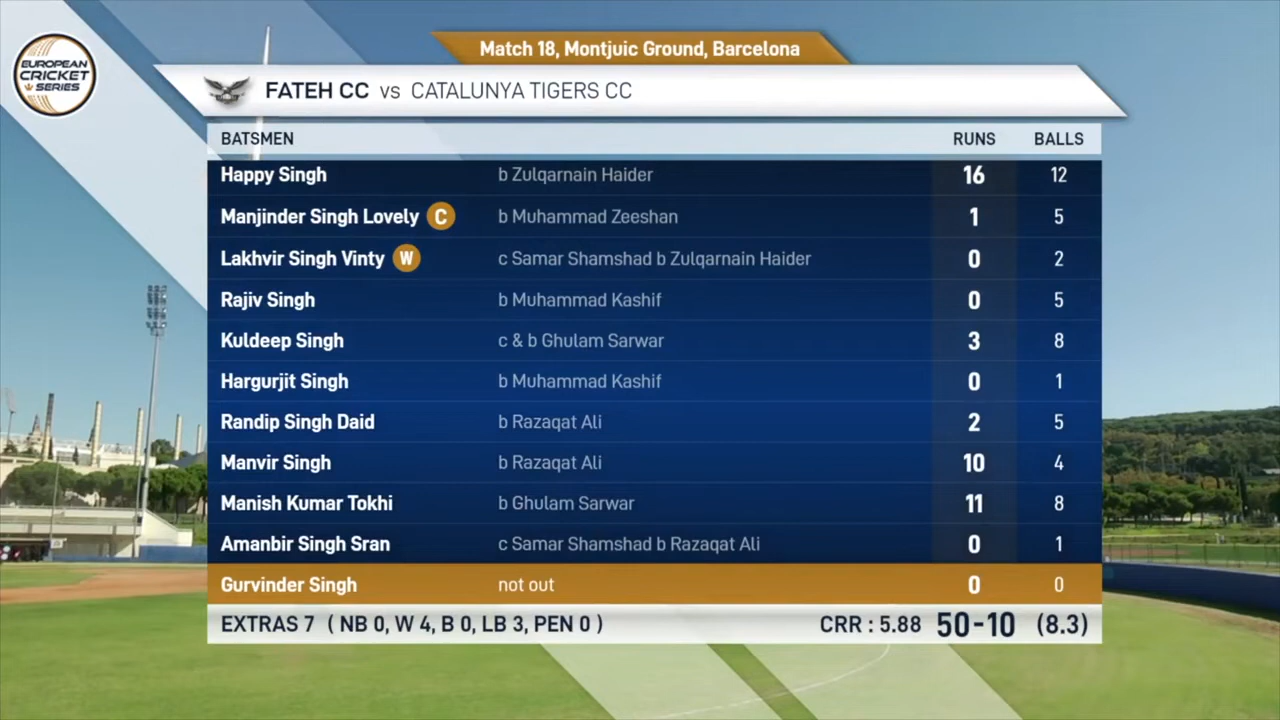 EUROPEAN
CRICKET
SERIES
Match 18, Montjuic Ground, Barcelona
FATEH CC vs CATALUNYA TIGERS CC
BATSMEN RUNS BALLS
Happy Singh b Zulqarnain Haider 16 12
Manjinder Singh Lovely C b Muhammad Zeeshan 1 5
Lakhvir Singh Vinty W c Samar Shamshad b Zulqarnain Haider 0 2
Rajiv Singh b Muhammad Kashif 0 5
Kuldeep Singh c & b Ghulam Sarwar 3 8
Hargurjit Singh b Muhammad Kashif 0 1
Randip Singh Daid b Razaqat Ali 2 5
Manvir Singh b Razaqat Ali 10 4
Manish Kumar Tokhi b Ghulam Sarwar 11 8
Amanbir Singh Sran c Samar Shamshad b Razaqat Ali 0 1
Gurvinder Singh not out 0 0
EXTRAS 7 ( NB 0, W 4, B 0, LB 3, PEN 0 ) CRR : 5.88 50-10 (8.3)